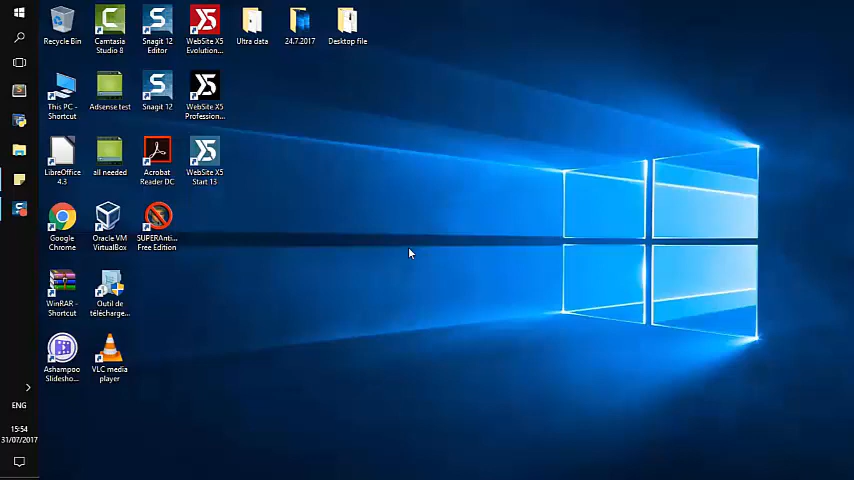 Recycle Bin
Camtasia
Studio 8
Snagit 12
Editor
WebSite X5
Evolution...
Ultra data
24.7.2017
Desktop file
This PC -
Shortcut
Adsense test
Snagit 12
WebSite X5
Profession...
LibreOffice
4.3
all needed
Acrobat
Reader DC
WebSite X5
Start 13
Google
Chrome
Oracle VM
VirtualBox
SUPERAnti...
Free Edition
WinRAR -
Shortcut
Outil de
télécharge...
Ashampoo
Slidesho...
VLC media
player
ENG
15:54
31/07/2017